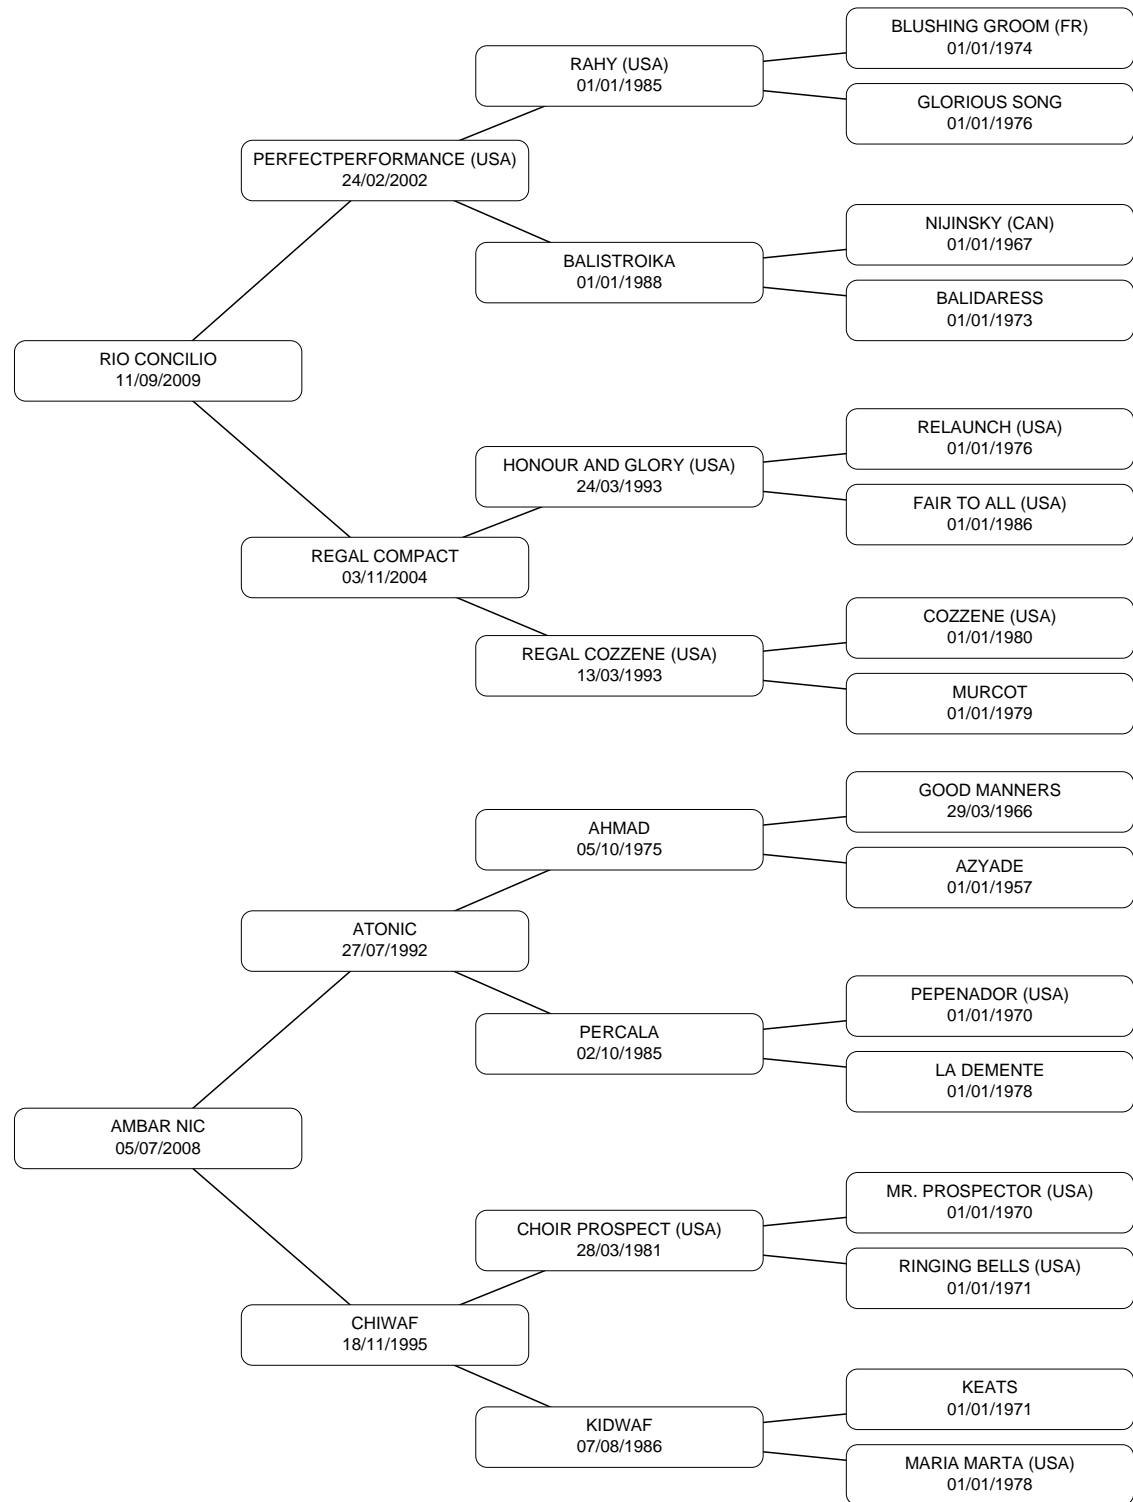 BLUSHING GROOM (FR)
01/01/1974
RAHY (USA)
01/01/1985
GLORIOUS SONG
01/01/1976
PERFECTPERFORMANCE (USA)
24/02/2002
NIJINSKY (CAN)
01/01/1967
BALISTROIKA
01/01/1988
BALIDARESS
01/01/1973
RIO CONCILIO
11/09/2009
RELAUNCH (USA)
01/01/1976
HONOUR AND GLORY (USA)
24/03/1993
FAIR TO ALL (USA)
01/01/1986
REGAL COMPACT
03/11/2004
COZZENE (USA)
01/01/1980
REGAL COZZENE (USA)
13/03/1993
MURCOT
01/01/1979
GOOD MANNERS
29/03/1966
AHMAD
05/10/1975
AZYADE
01/01/1957
ATONIC
27/07/1992
PEPENADOR (USA)
01/01/1970
PERCALA
02/10/1985
LA DEMENTE
01/01/1978
AMBAR NIC
05/07/2008
MR. PROSPECTOR (USA)
01/01/1970
CHOIR PROSPECT (USA)
28/03/1981
RINGING BELLS (USA)
01/01/1971
CHIWAF
18/11/1995
KEATS
01/01/1971
KIDWAF
07/08/1986
MARIA MARTA (USA)
01/01/1978